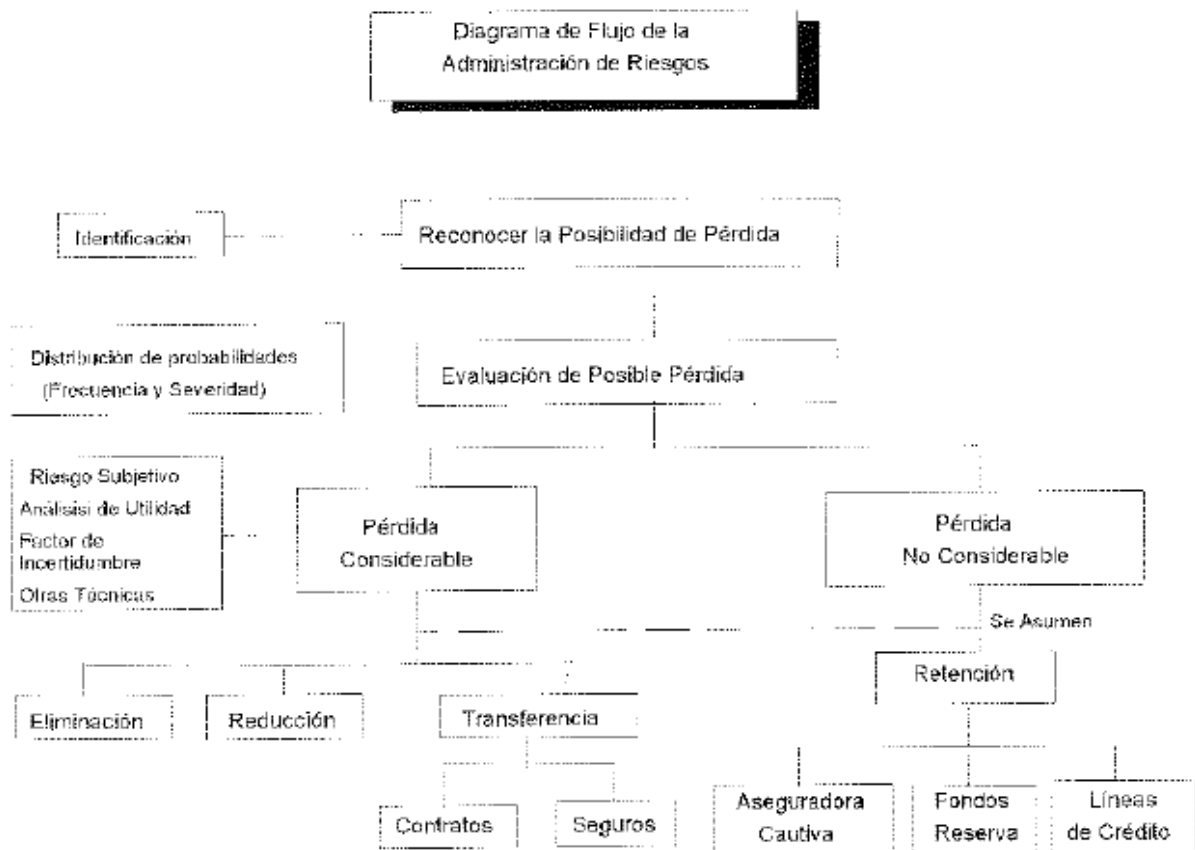 Diagrama de Flujo de la
Administración de Riesgos
Identificación
Reconocer la Posibilidad de Pérdida
Distribución de probabilidades
(Frecuencia y Severidad)
Evaluación de Posible Pérdida
Riesgo Subjetivo
Análisisi de Utilidad
Factor de
Incertidumbre
Otras Técnicas
Pérdida
Considerable
Pérdida
No Considerable
Se Asumen
Retención
Eliminación
Reducción
Transferencia
Contratos
Seguros
Aseguradora
Cautiva
Fondos
Reserva
Líneas
de Crédito